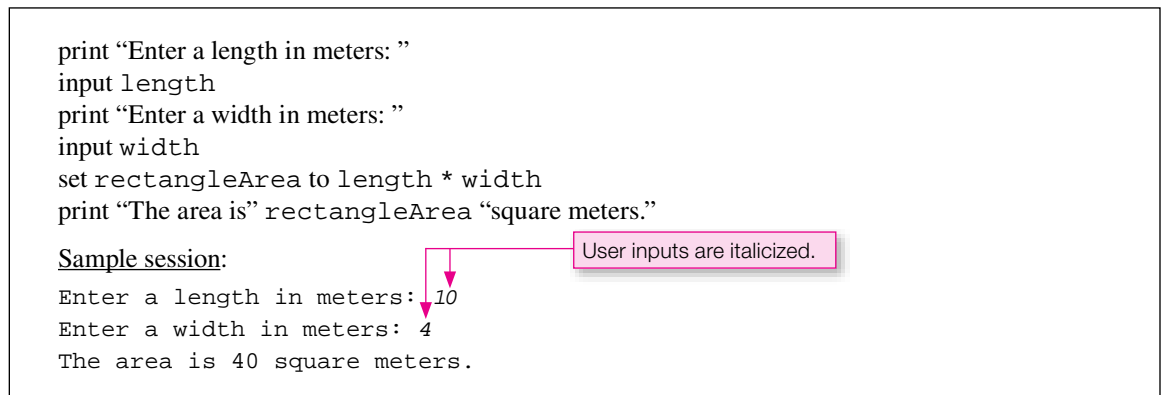 print “Enter a length in meters: ”
input length
print “Enter a width in meters: ”
input width
set rectangleArea to length * width
print “The area is” rectangleArea “square meters.”
Sample session:
User inputs are italicized.
Enter a length in meters: 10
Enter a width in meters: 4
The area is 40 square meters.